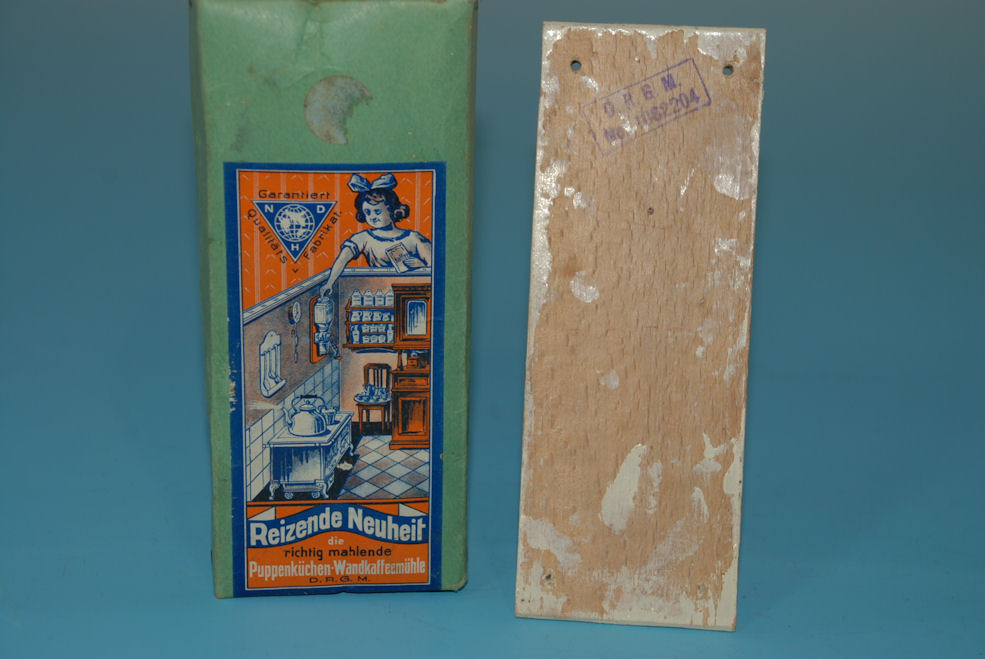 Garantiert
N D
H
Qualitäts Fabrikat.
Reizende Neuheit
die
richtig mahlende
Puppenküchen-Wandkaffeemühle
D.R.G.M.
D. R. G. M.
No. 1062204